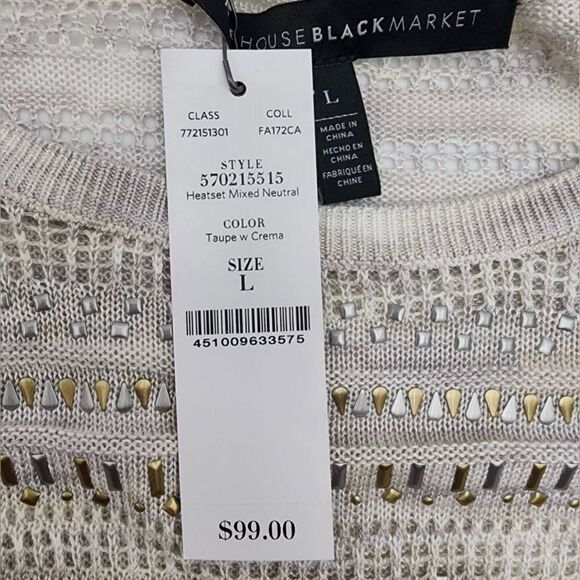 HOUSE BLACK MARKET
L
MADE IN
CHINA
HECHO EN
CHINA
FABRIQUÉ EN
CHINE
CLASS COLL
772151301 FA172CA
STYLE
570215515
Heatset Mixed Neutral
COLOR
Taupe w Crema
SIZE
L
451009633575
$99.00